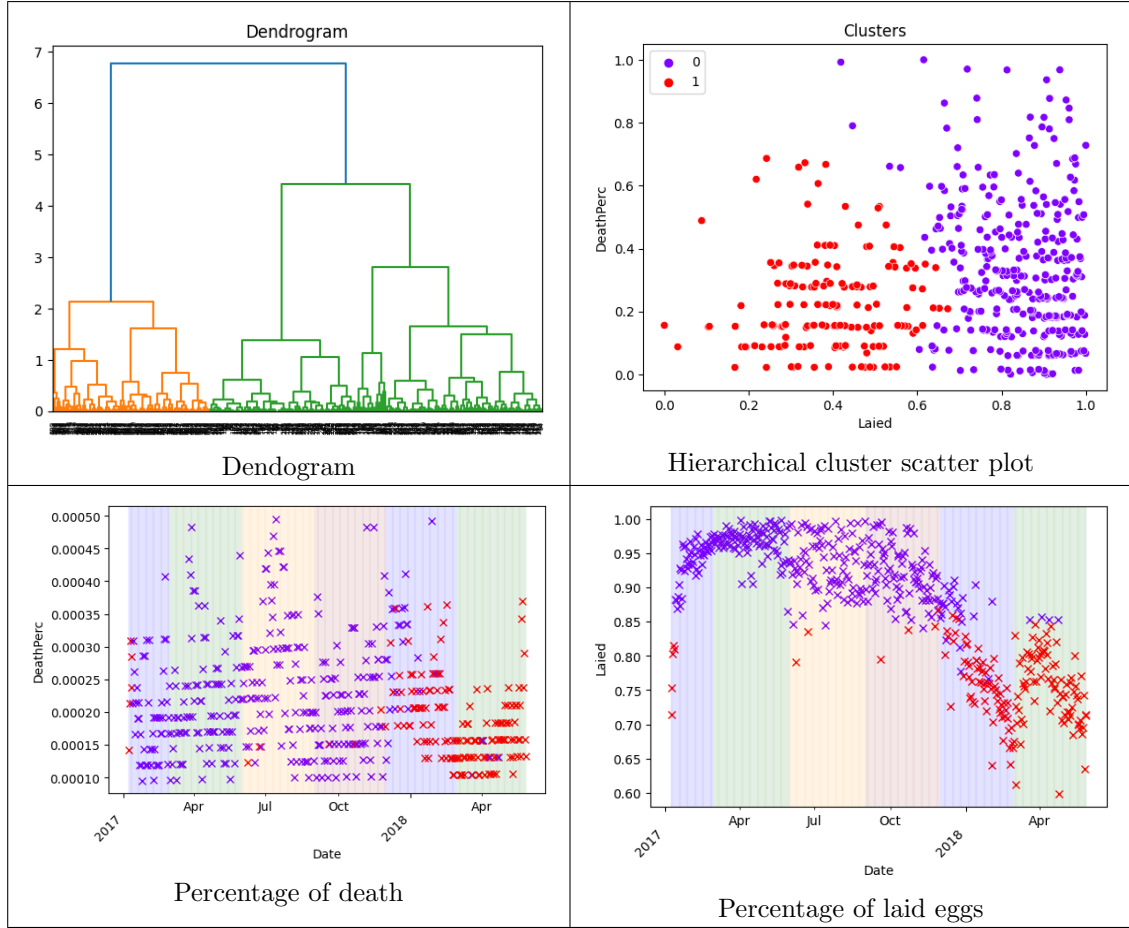 Dendrogram
7
6
5
4
3
2
1
0
Dendogram
Clusters
0
1
1.0
0.8
0.6
0.4
0.2
0.0
DeathPerc
0.0 0.2 0.4 0.6 0.8 1.0
Laied
Hierarchical cluster scatter plot
0.00050
0.00045
0.00040
0.00035
0.00030
0.00025
0.00020
0.00015
0.00010
DeathPerc
2017 Apr Jul Oct 2018 Apr
Date
Percentage of death
1.00
0.95
0.90
0.85
0.80
0.75
0.70
0.65
0.60
Laied
2017 Apr Jul Oct 2018 Apr
Date
Percentage of laid eggs